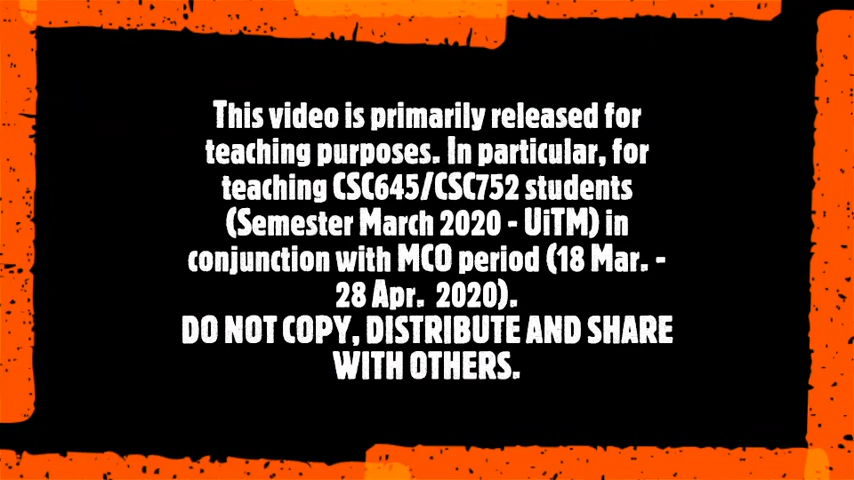 This video is primarily released for
teaching purposes. In particular, for
teaching CSC645/CSC752 students
(Semester March 2020 - UiTM) in
conjunction with MCO period (18 Mar. -
28 Apr. 2020).
DO NOT COPY, DISTRIBUTE AND SHARE
WITH OTHERS.